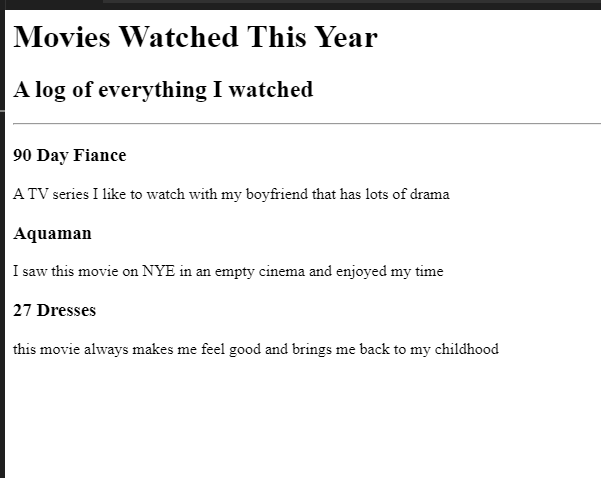 Movies Watched This Year
A log of everything I watched
90 Day Fiance
A TV series I like to watch with my boyfriend that has lots of drama
Aquaman
I saw this movie on NYE in an empty cinema and enjoyed my time
27 Dresses
this movie always makes me feel good and brings me back to my childhood